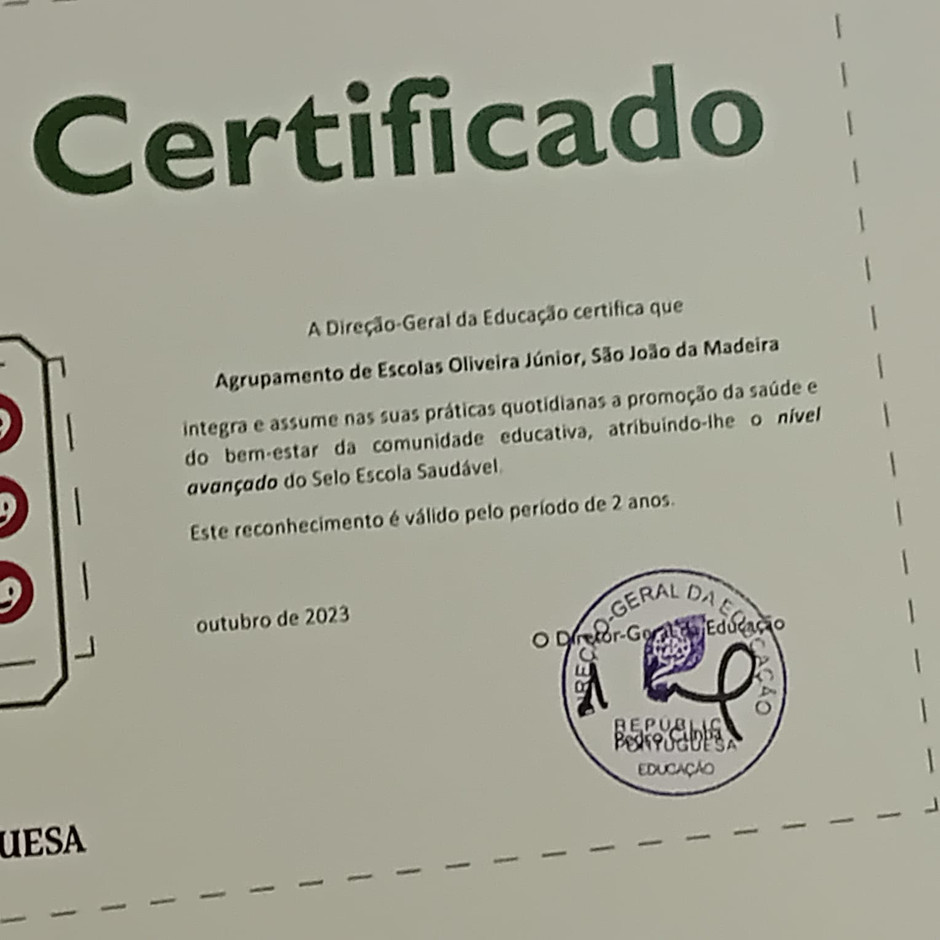 Certificado
A Direção-Geral da Educação certifica que
Agrupamento de Escolas Oliveira Júnior, São João da Madeira
integra e assume nas suas práticas quotidianas a promoção da saúde e
do bem-estar da comunidade educativa, atribuindo-lhe o nível
avançado do Selo Escola Saudável.
Este reconhecimento é válido pelo período de 2 anos.
outubro de 2023
O Diretor-Geral da Educação
DIREÇÃO-GERAL DA EDUCAÇÃO
REPÚBLICA
Pedro Cunha
PORTUGUESA
EDUCAÇÃO
UESA